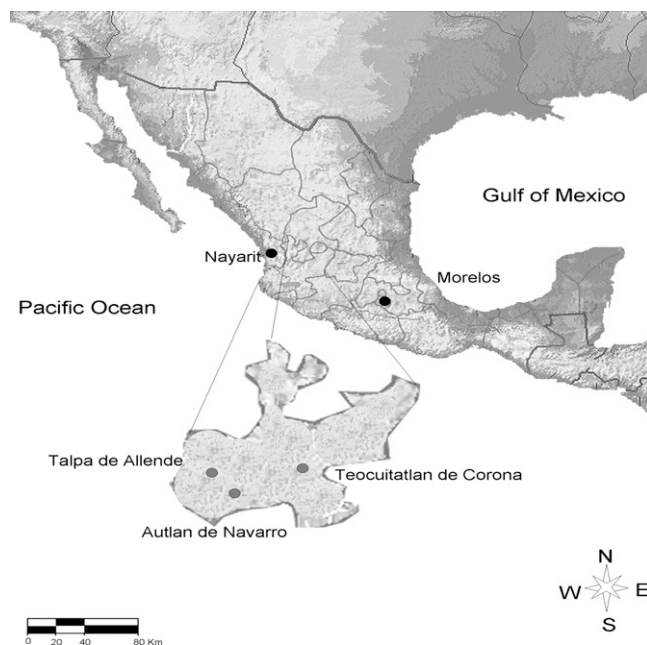 Gulf of Mexico
Nayarit
Morelos
Pacific Ocean
Talpa de Allende
Teocuitatlan de Corona
Autlan de Navarro
N
W E
S
0 20 40 80 Km